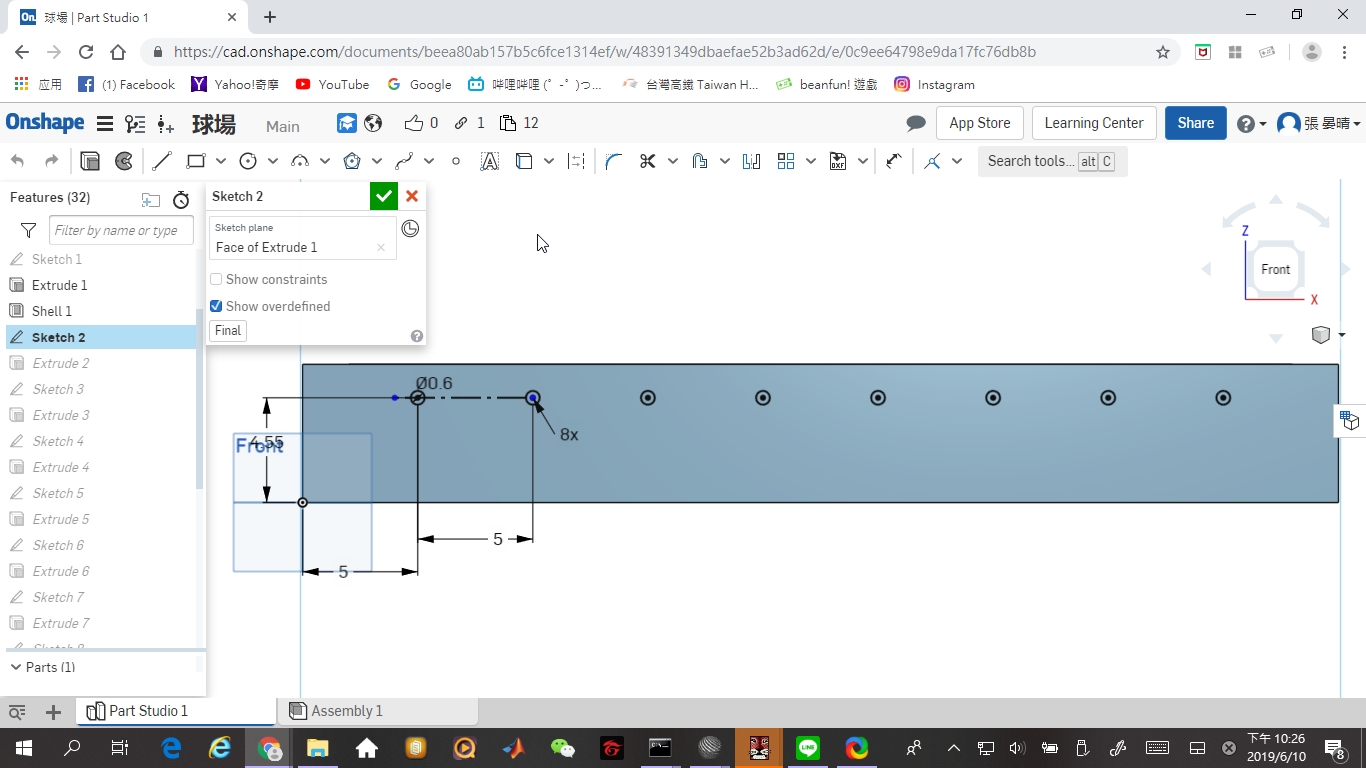 球場 | Part Studio 1
https://cad.onshape.com/documents/beea80ab157b5c6fce1314ef/w/48391349dbaefae52b3ad62d/e/0c9ee64798e9da17fc76db8b
應用
(1) Facebook
Yahoo!奇摩
YouTube
Google
哔哩哔哩 (゜-゜)つ...
台灣高鐵 Taiwan H...
beanfun! 遊戲
Instagram
Onshape
球場
Main
0
1
12
App Store
Learning Center
Share
張 晏晴
Search tools... alt C
Features (32)
Filter by name or type
Sketch 1
Extrude 1
Shell 1
Sketch 2
Extrude 2
Sketch 3
Extrude 3
Sketch 4
Extrude 4
Sketch 5
Extrude 5
Sketch 6
Extrude 6
Sketch 7
Extrude 7
Parts (1)
Sketch 2
Sketch plane
Face of Extrude 1
Show constraints
Show overdefined
Final
Z
Front
X
Ø0.6
8x
4.55
Front
5
5
Part Studio 1
Assembly 1
下午 10:26
2019/6/10
8